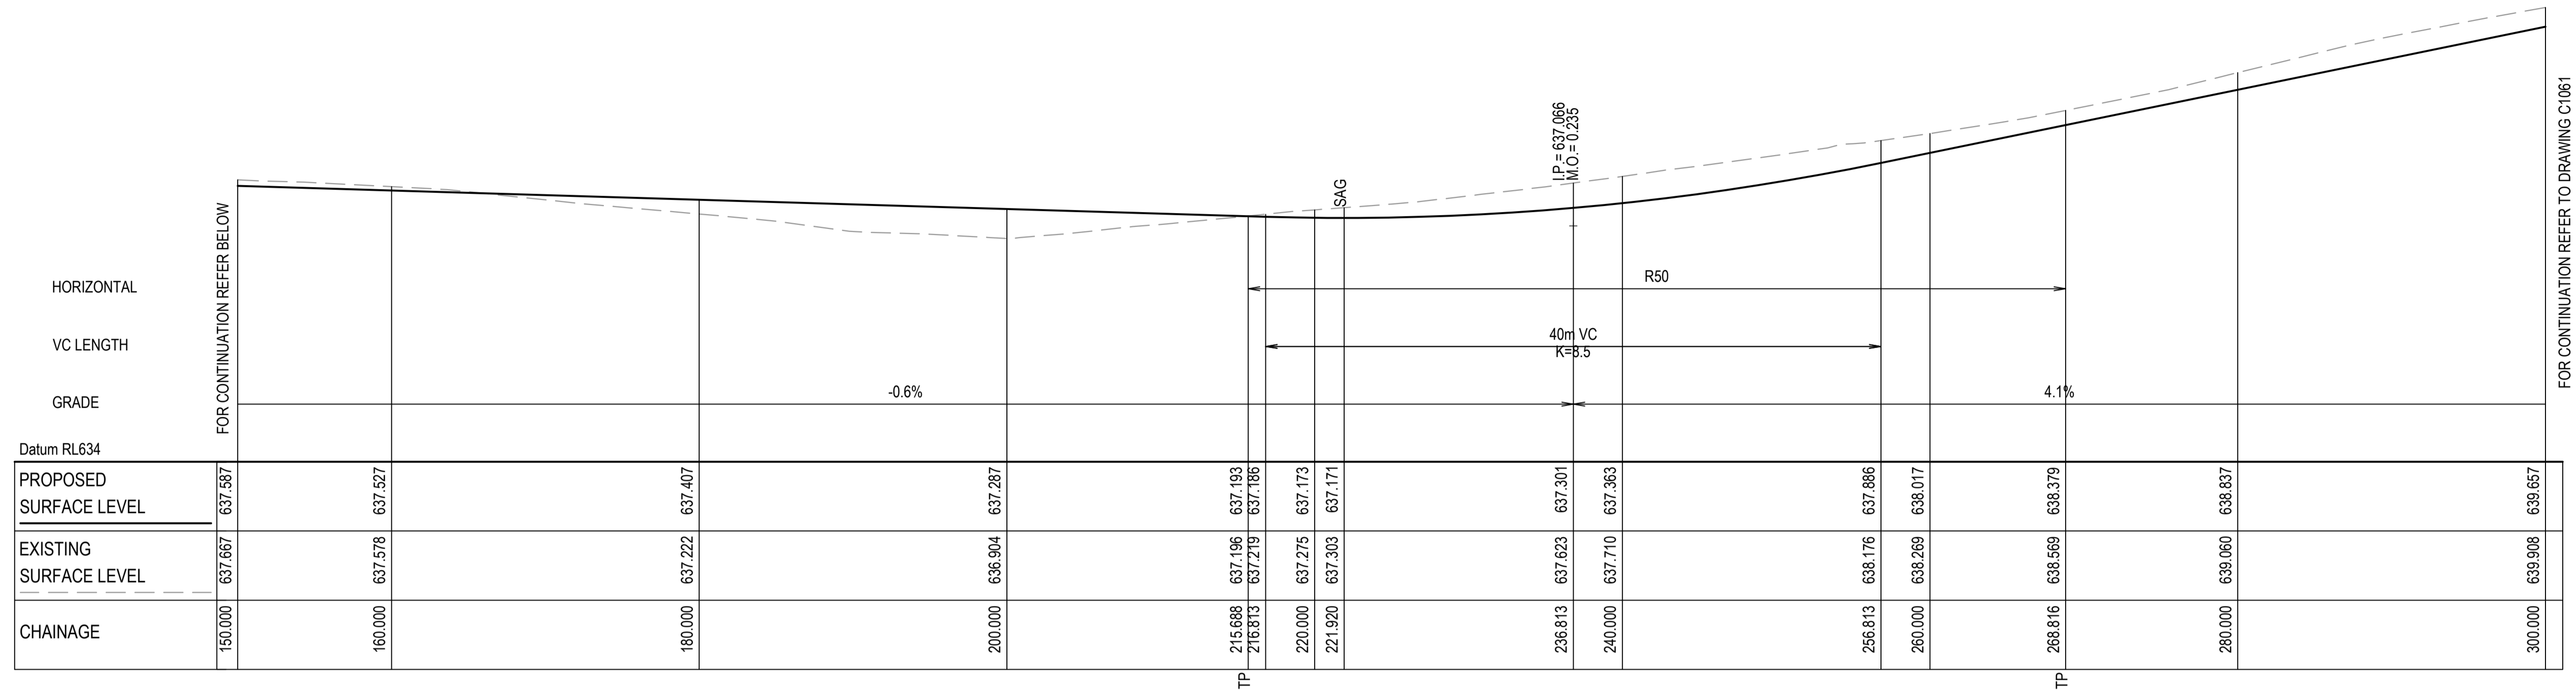 I.P.= 637.066
M.O.= 0.235
SAG
FOR CONTINUATION REFER BELOW
FOR CONTINUATION REFER TO DRAWING C1061
HORIZONTAL
R50
VC LENGTH
40m VC
K=8.5
GRADE
-0.6%
4.1%
Datum RL634
PROPOSED
SURFACE LEVEL
637.587
637.527
637.407
637.287
637.193
637.186
637.173
637.171
637.301
637.363
637.886
638.017
638.379
638.837
639.657
EXISTING
SURFACE LEVEL
637.667
637.578
637.222
636.904
637.196
637.219
637.275
637.303
637.623
637.710
638.176
638.269
638.569
639.060
639.908
CHAINAGE
150.000
160.000
180.000
200.000
215.688
216.813
220.000
221.920
236.813
240.000
256.813
260.000
268.816
280.000
300.000
TP
TP